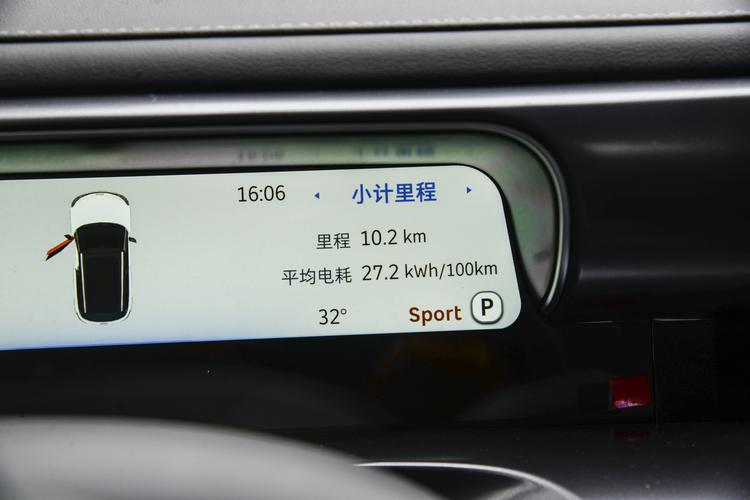 16:06 小计里程
里程 10.2 km
平均电耗 27.2 kWh/100km
32° Sport P